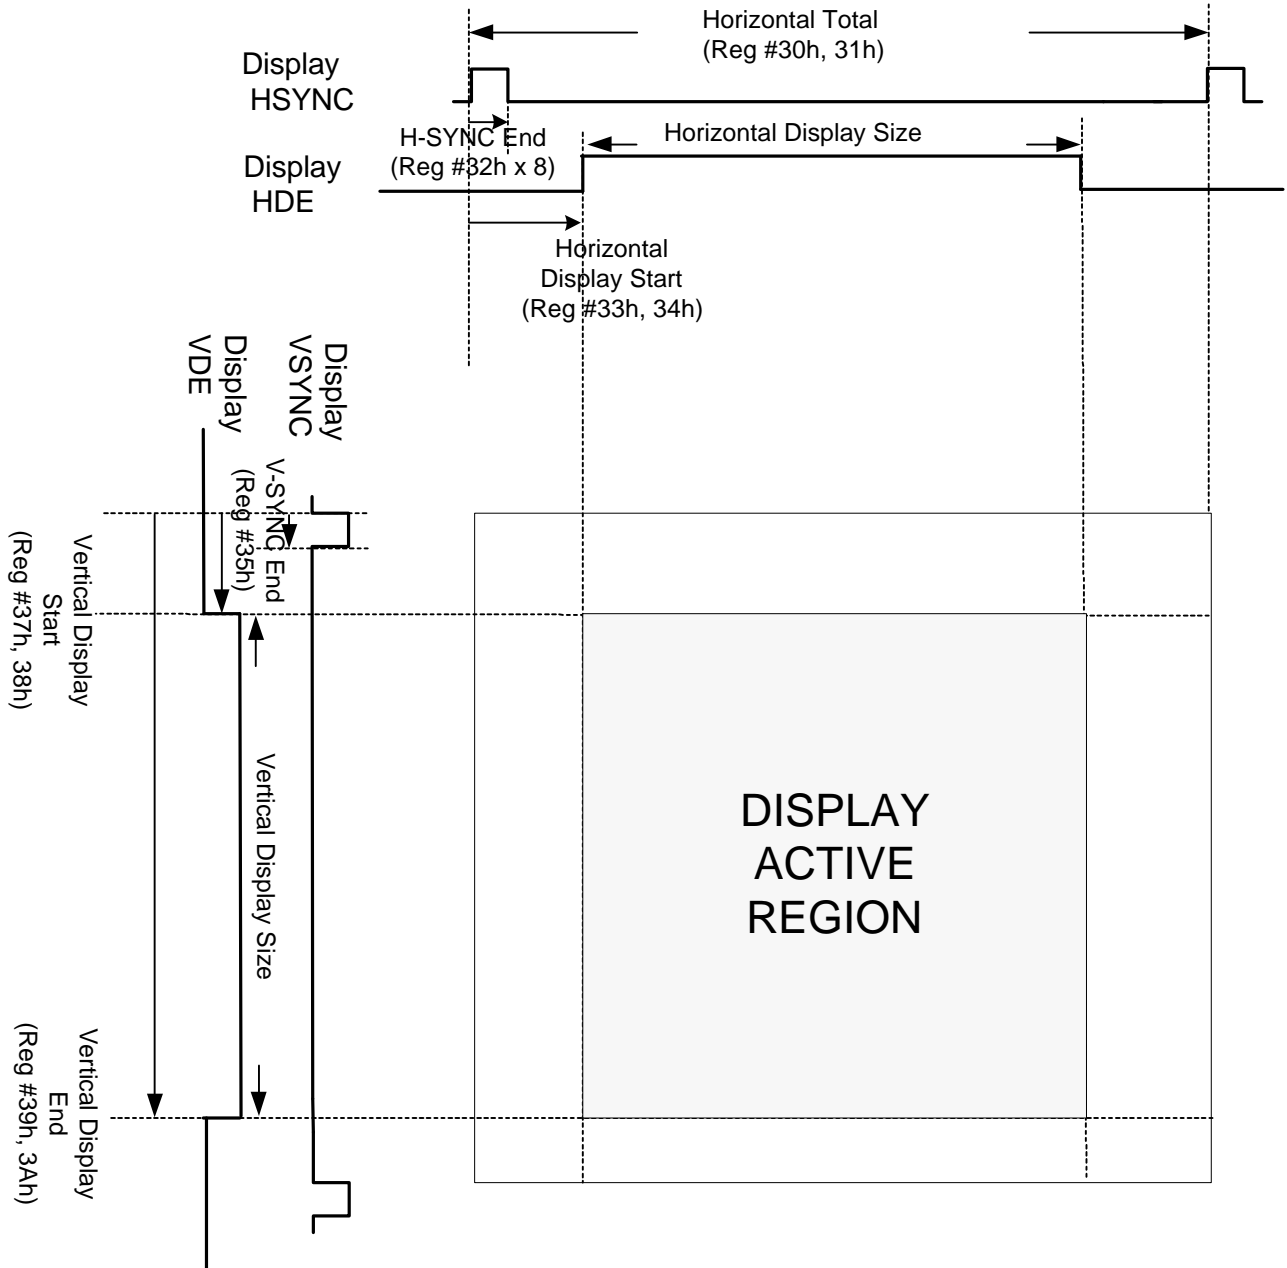 Horizontal Total
(Reg #30h, 31h)
Display
HSYNC
H-SYNC End
(Reg #32h x 8)
Horizontal Display Size
Display
HDE
Horizontal
Display Start
(Reg #33h, 34h)
Display
VSYNC
Display
VDE
V-SYNC End
(Reg #35h)
Vertical Display
Start
(Reg #37h, 38h)
Vertical Display Size
DISPLAY
ACTIVE
REGION
Vertical Display
End
(Reg #39h, 3Ah)